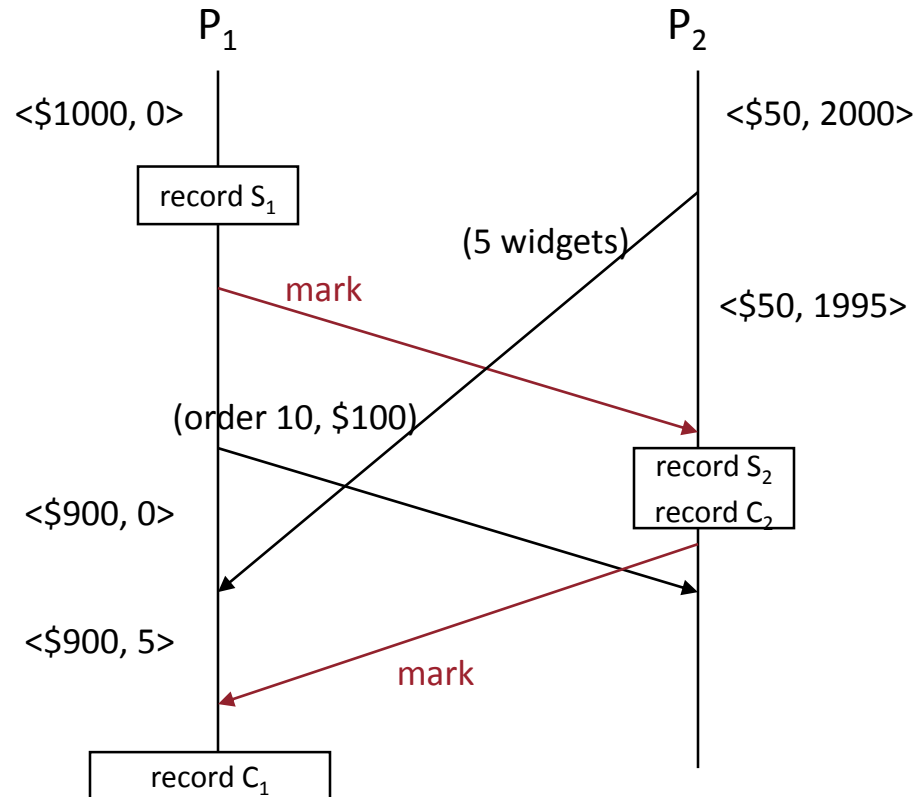 P₁
P₂
<$1000, 0>
<$50, 2000>
record S₁
(5 widgets)
mark
<$50, 1995>
(order 10, $100)
record S₂
record C₂
<$900, 0>
<$900, 5>
mark
record C₁